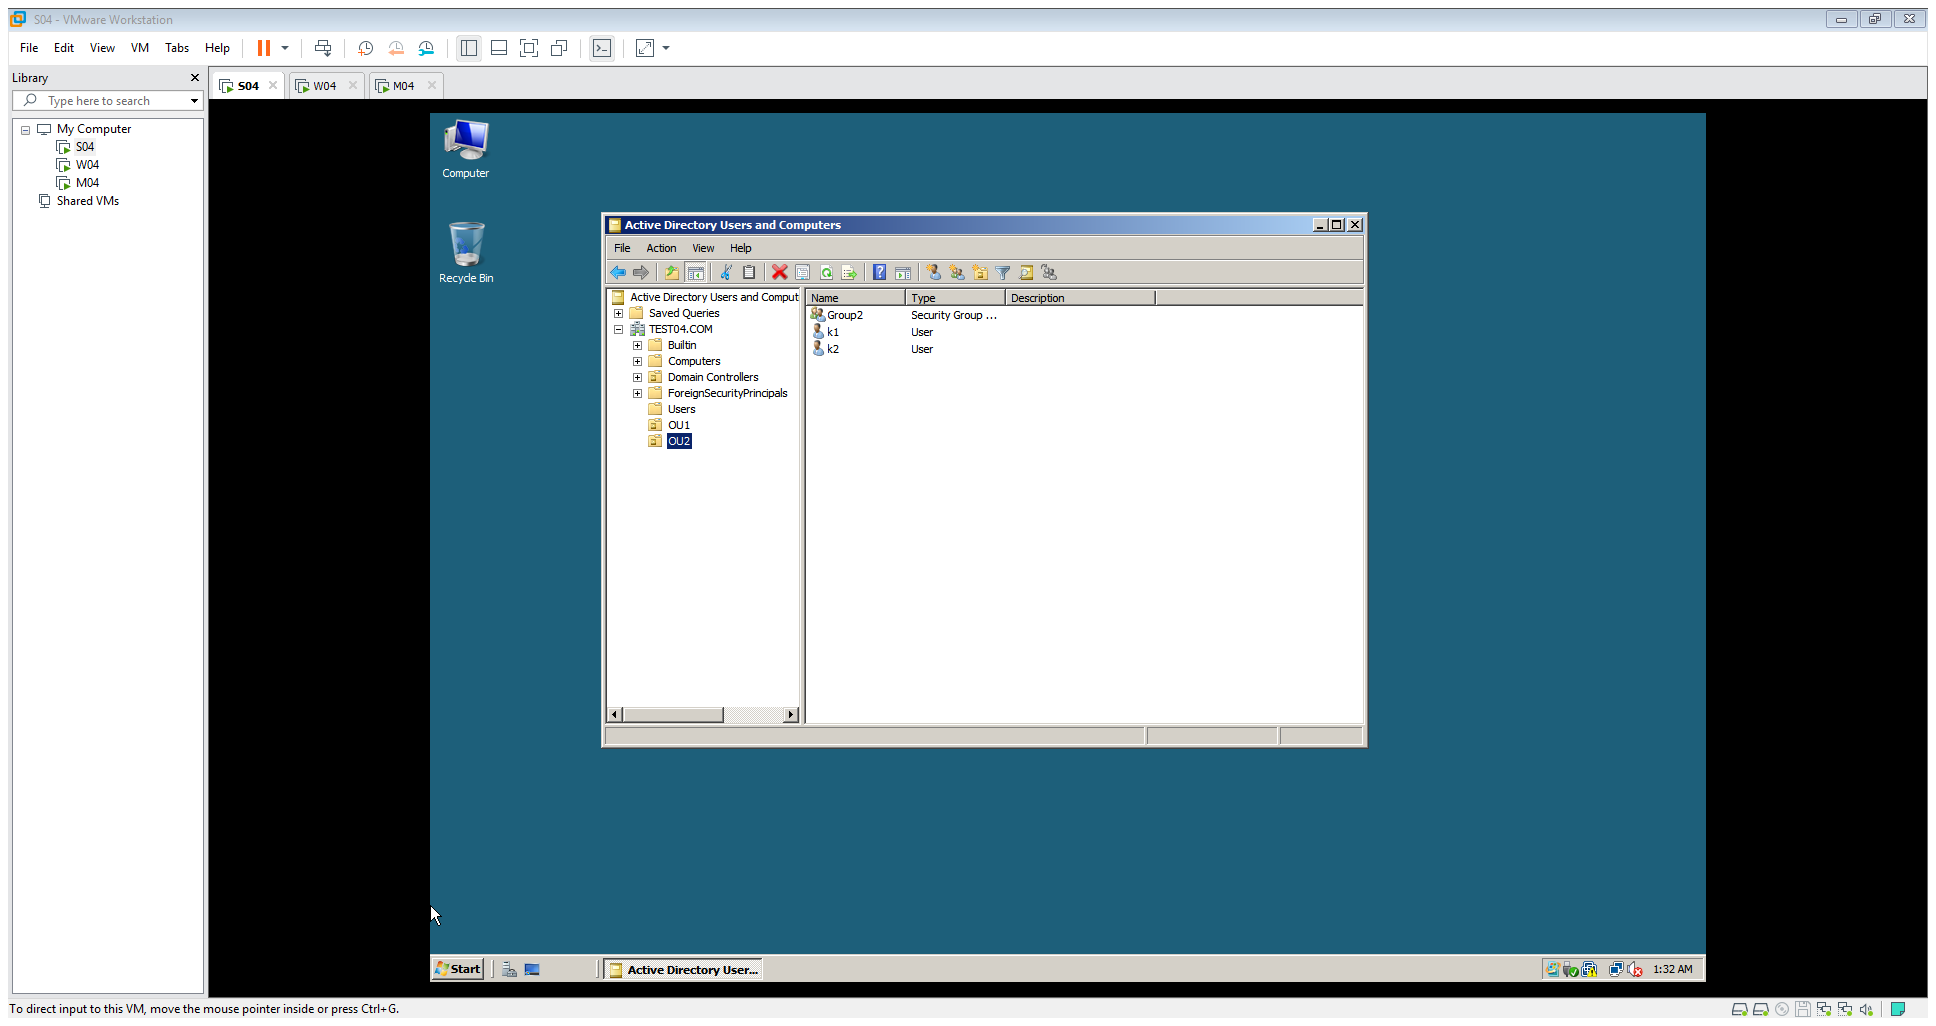 S04 - VMware Workstation
File Edit View VM Tabs Help
Library
Type here to search
My Computer
S04
W04
M04
Shared VMs
S04 W04 M04
Computer
Recycle Bin
Active Directory Users and Computers
File Action View Help
Active Directory Users and Comput
Saved Queries
TEST04.COM
Builtin
Computers
Domain Controllers
ForeignSecurityPrincipals
Users
OU1
OU2
Name Type Description
Group2 Security Group ...
k1 User
k2 User
Start
Active Directory User...
1:32 AM
To direct input to this VM, move the mouse pointer inside or press Ctrl+G.